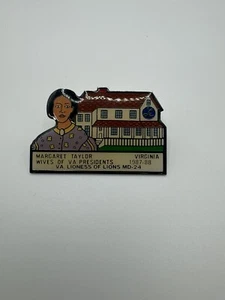 MARGARET TAYLOR VIRGINIA
WIVES OF VA PRESIDENTS 1987-88
VA. LIONESS OF LIONS MD-24